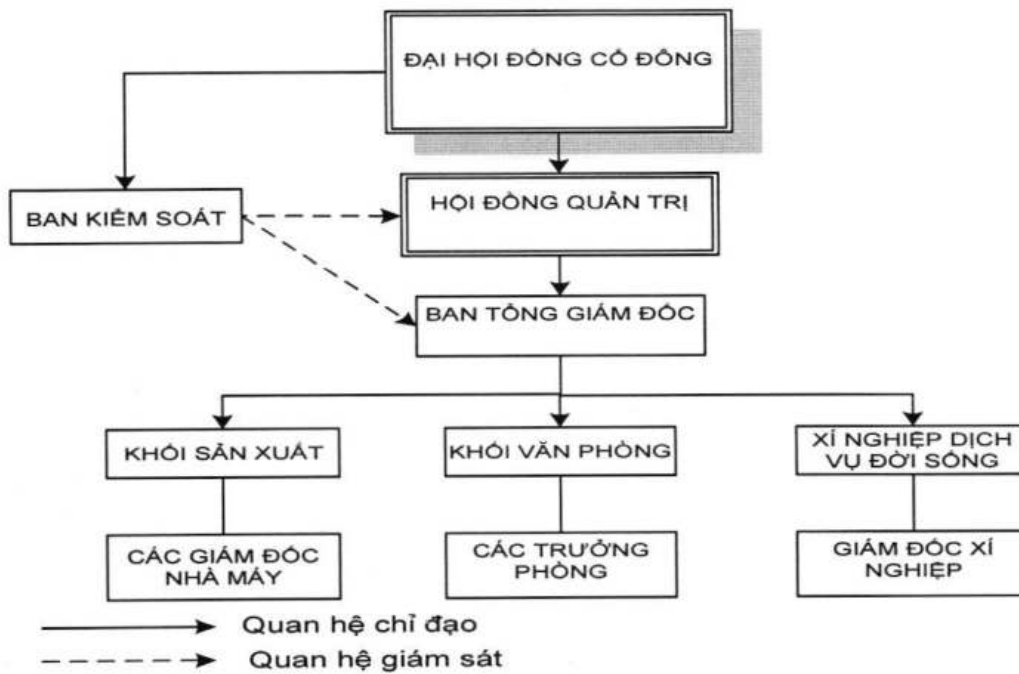 ĐẠI HỘI ĐỒNG CỔ ĐÔNG
BAN KIỂM SOÁT
HỘI ĐỒNG QUẢN TRỊ
BAN TỔNG GIÁM ĐỐC
KHỐI SẢN XUẤT
KHỐI VĂN PHÒNG
XÍ NGHIỆP DỊCH
VỤ ĐỜI SỐNG
CÁC GIÁM ĐỐC
NHÀ MÁY
CÁC TRƯỞNG
PHÒNG
GIÁM ĐỐC XÍ
NGHIỆP
Quan hệ chỉ đạo
Quan hệ giám sát